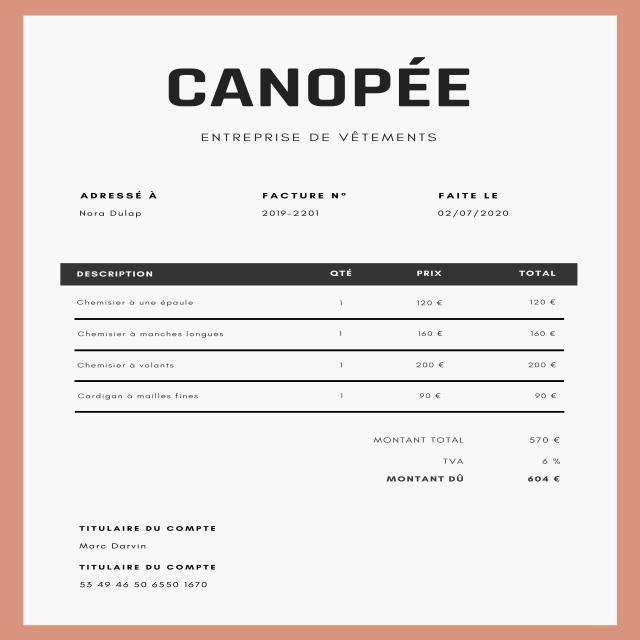 CANOPÉE
ENTREPRISE DE VÊTEMENTS
ADRESSÉ À FACTURE N° FAITE LE
Nora Dulap 2019-2201 02/07/2020
DESCRIPTION QTÉ PRIX TOTAL
Chemisier à une épaule 1 120 € 120 €
Chemisier à manches longues 1 160 € 160 €
Chemisier à volants 1 200 € 200 €
Cardigan à mailles fines 1 90 € 90 €
MONTANT TOTAL 570 €
TVA 6 %
MONTANT DÛ 604 €
TITULAIRE DU COMPTE
Marc Darvin
TITULAIRE DU COMPTE
53 49 46 50 6550 1670